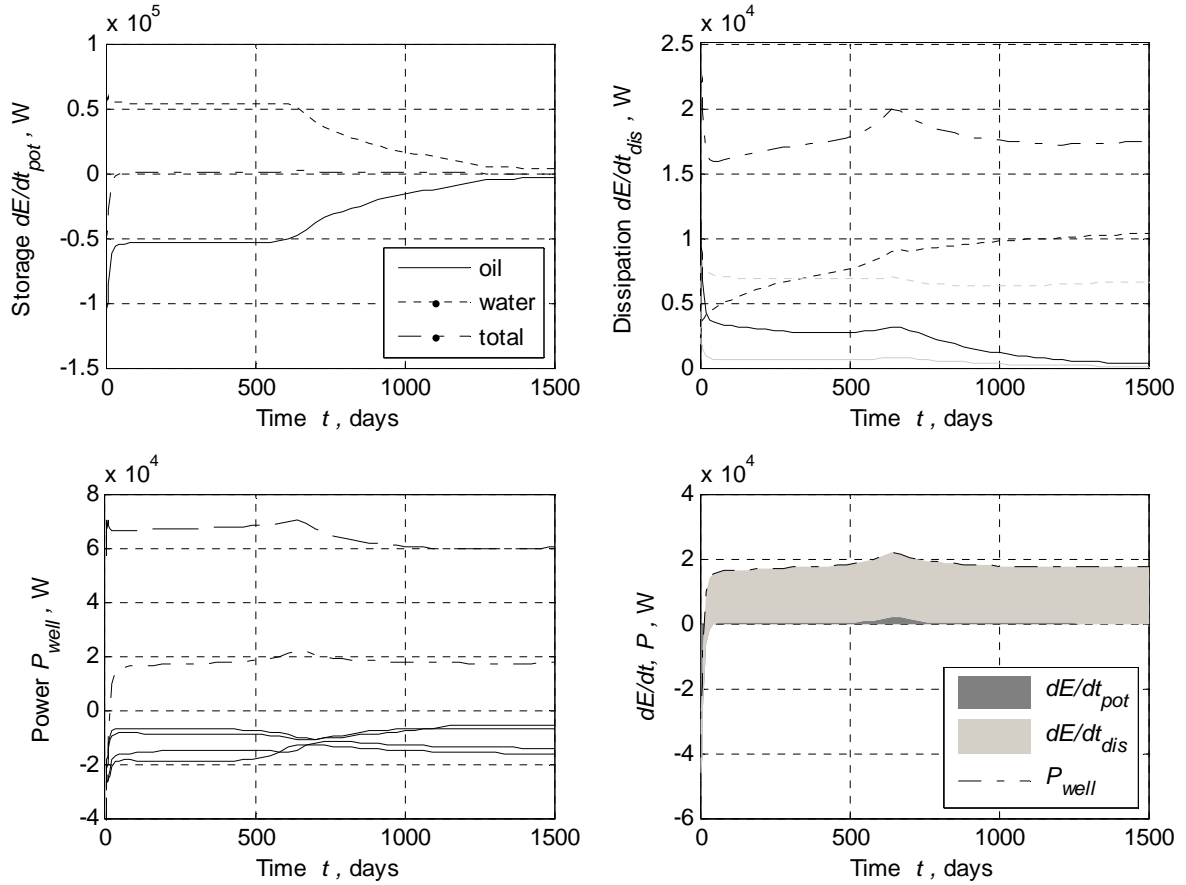 x 10^5
1
0.5
0
-0.5
-1
-1.5
Storage dE/dt_pot , W
oil
water
total
0 500 1000 1500
Time t , days
x 10^4
2.5
2
1.5
1
0.5
0
Dissipation dE/dt_dis , W
0 500 1000 1500
Time t , days
x 10^4
8
6
4
2
0
-2
-4
Power P_well , W
0 500 1000 1500
Time t , days
x 10^4
4
2
0
-2
-4
-6
dE/dt, P , W
dE/dt_pot
dE/dt_dis
P_well
0 500 1000 1500
Time t , days